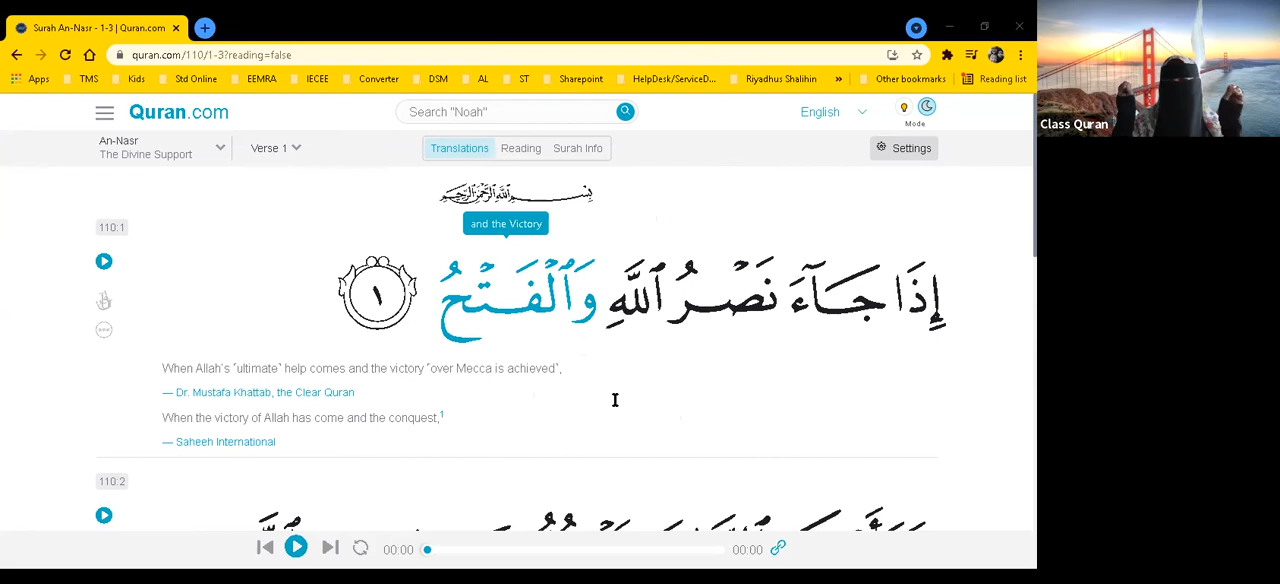 Surah An-Nasr - 1-3 | Quran.com
quran.com/110/1-3?reading=false
Apps TMS Kids Std Online EEMRA IECEE Converter DSM AL ST Sharepoint HelpDesk/ServiceD... Riyadhus Shalihin » Other bookmarks Reading list
Class Quran
Quran.com Search "Noah" English Mode
An-Nasr
The Divine Support
Verse 1 Translations Reading Surah Info Settings
بِسْمِ اللَّهِ الرَّحْمَٰنِ الرَّحِيمِ
and the Victory
110:1
إِذَا جَآءَ نَصْرُ ٱللَّهِ وَٱلْفَتْحُ ١
When Allah's ˹ultimate˺ help comes and the victory ˹over Mecca is achieved˺,
— Dr. Mustafa Khattab, the Clear Quran
When the victory of Allah has come and the conquest,1
— Saheeh International
110:2
00:00 00:00